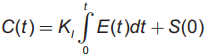 C(t) = K_I ∫_0^t E(t)dt + S(0)